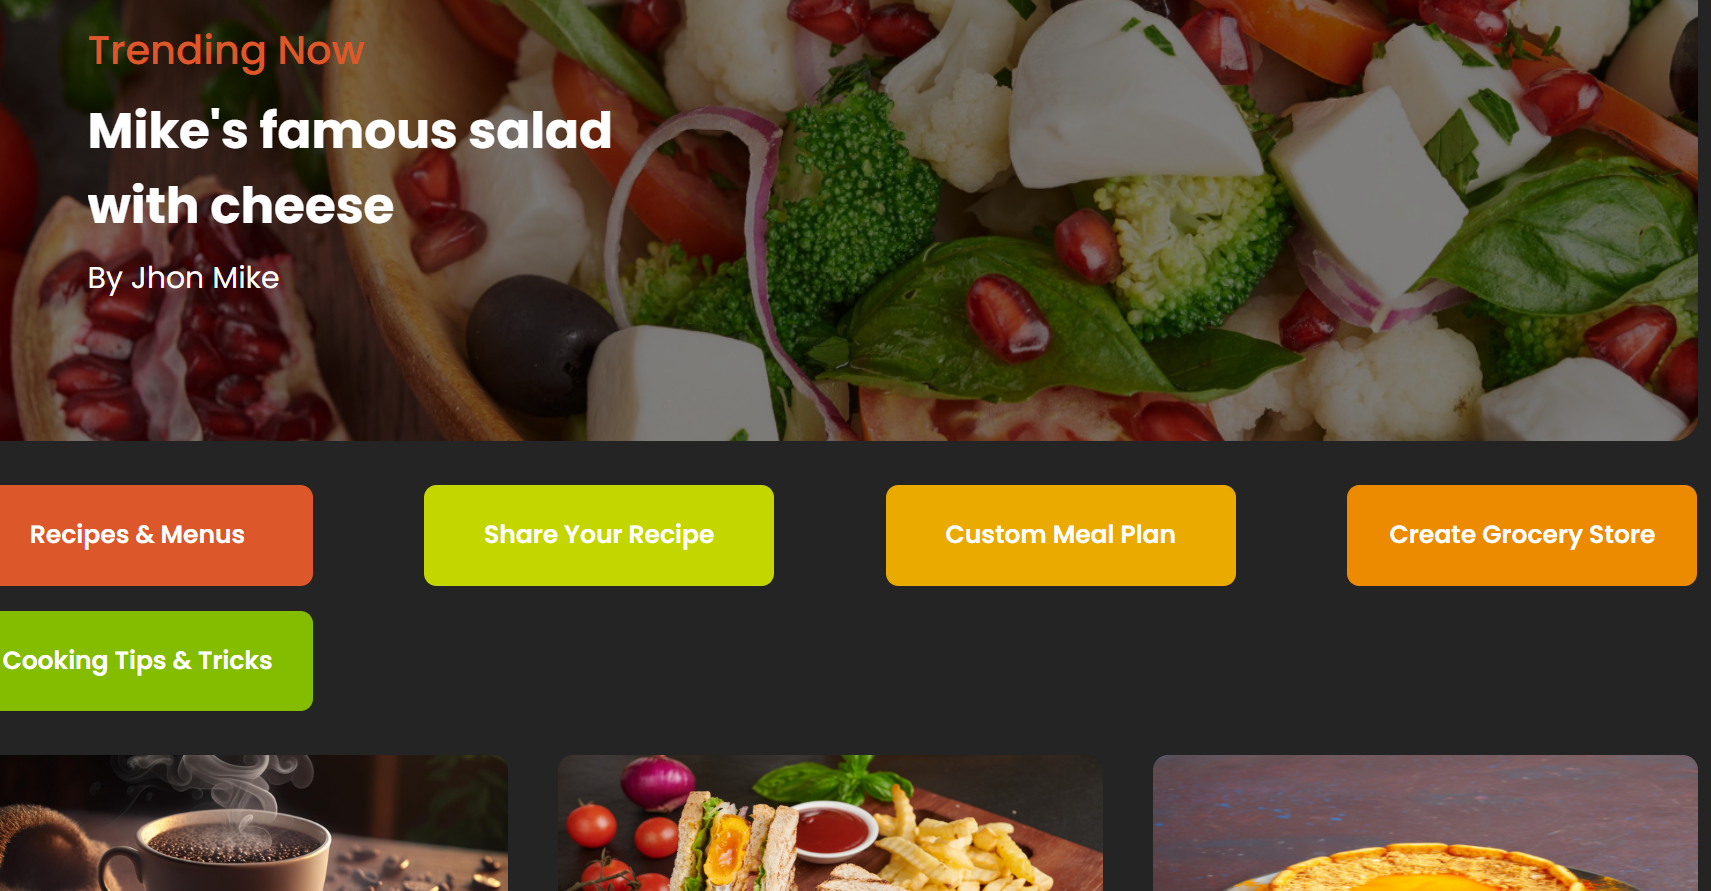 Trending Now
Mike's famous salad
with cheese
By Jhon Mike
Recipes & Menus
Share Your Recipe
Custom Meal Plan
Create Grocery Store
Cooking Tips & Tricks